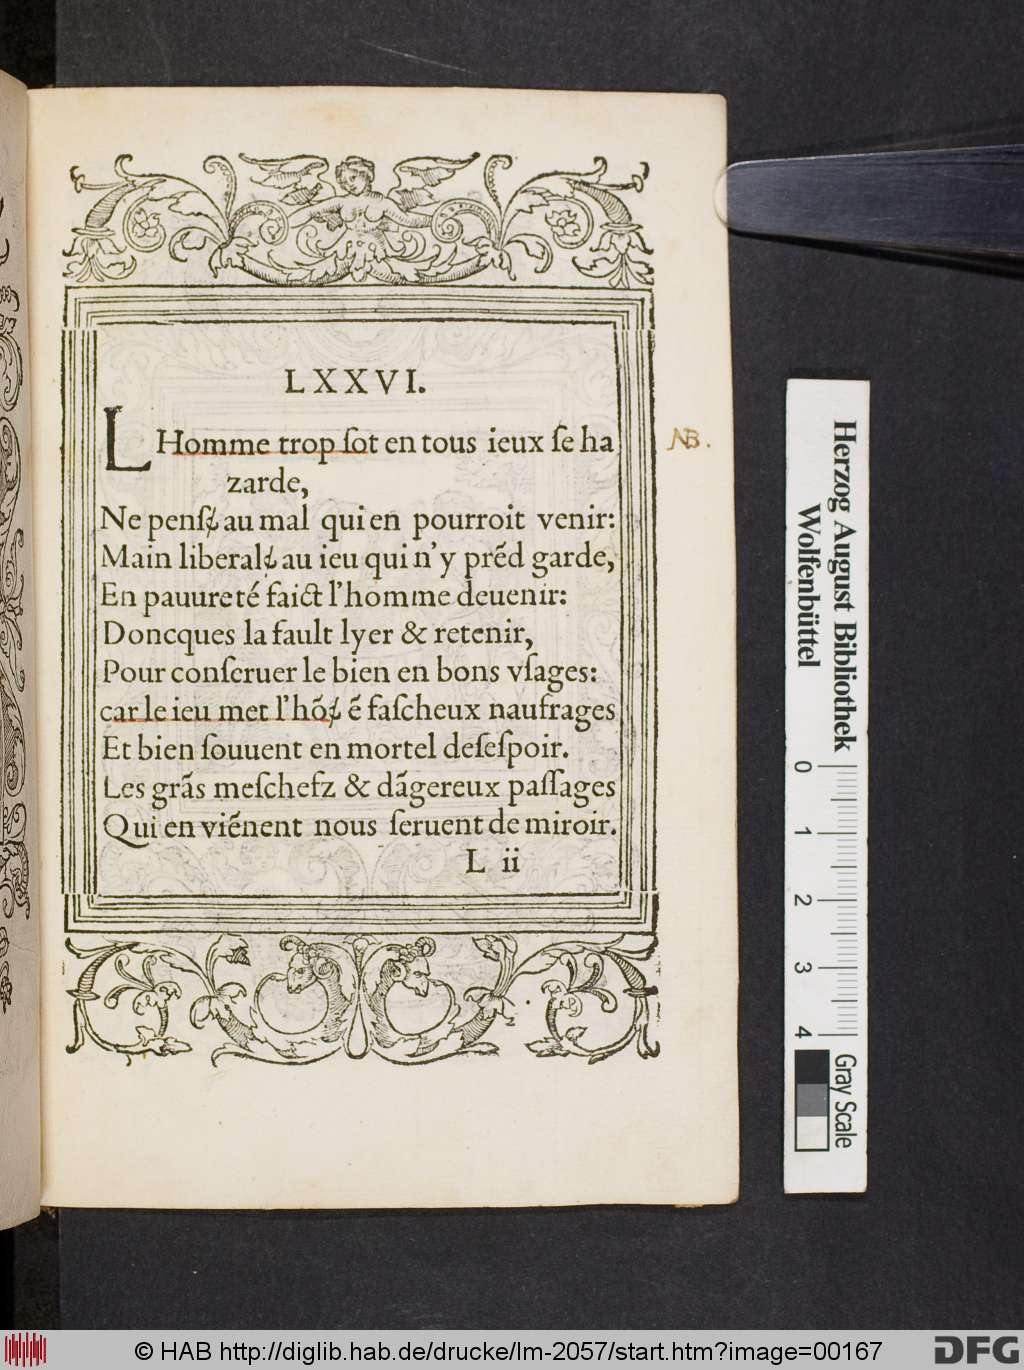 LXXVI.
LHomme trop ſot en tous ieux ſe ha
zarde,
Ne penſɇ au mal qui en pourroit venir:
Main liberalɇ au ieu qui n'y prẽd garde,
En pauureté faict l'homme deuenir:
Doncques la fault lyer & retenir,
Pour conſeruer le bien en bons vſages:
car le ieu met l'hõɇ ẽ faſcheux naufrages
Et bien ſouuent en mortel deſeſpoir.
Les grãs meſchefz & dãgereux paſſages
Qui en viẽnent nous ſeruent de miroir.
L ii
NB.
Herzog August Bibliothek
Wolfenbüttel
0 1 2 3 4
Gray Scale
© HAB http://diglib.hab.de/drucke/lm-2057/start.htm?image=00167
DFG